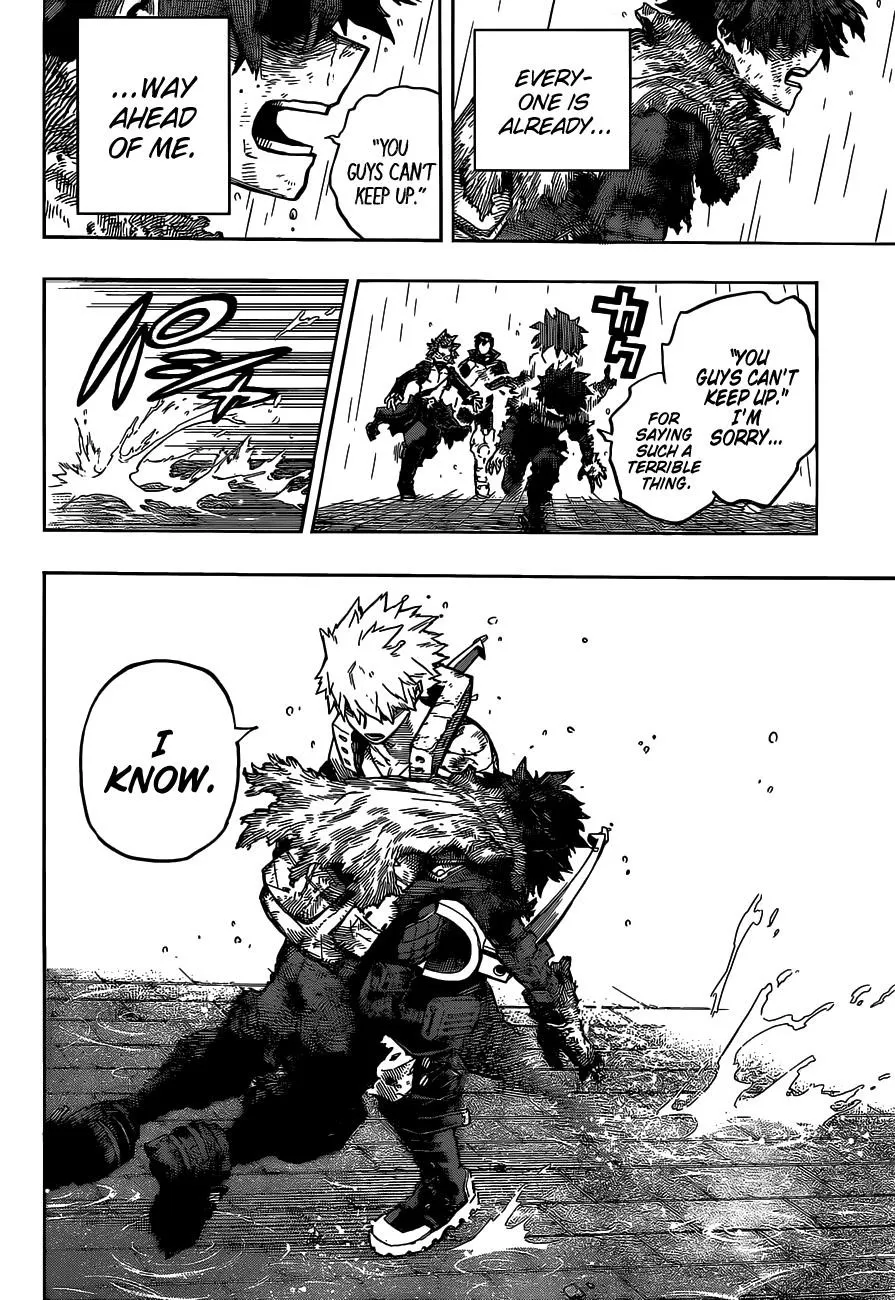 EVERY-
ONE IS
ALREADY...
...WAY
AHEAD
OF ME.
"YOU
GUYS CAN'T
KEEP UP."
"YOU
GUYS CAN'T
KEEP UP."
I'M
SORRY...
FOR
SAYING
SUCH A
TERRIBLE
THING.
I
KNOW.